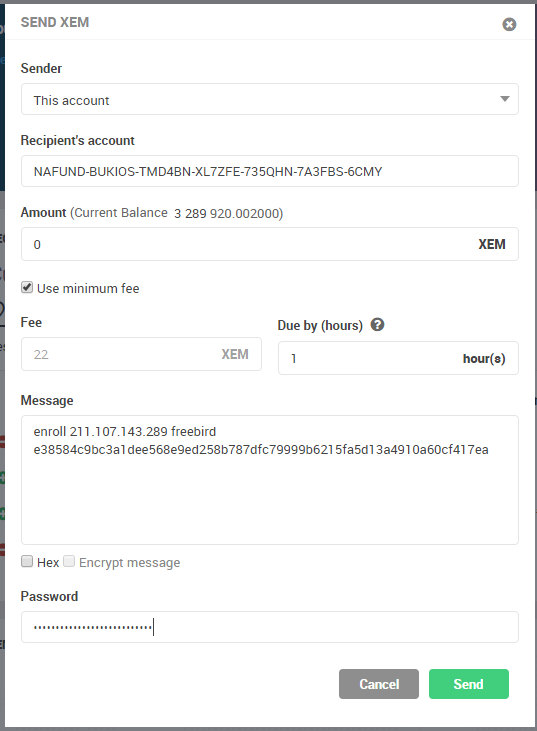 SEND XEM
Sender
This account
Recipient's account
NAFUND-BUKIOS-TMD4BN-XL7ZFE-735QHN-7A3FBS-6CMY
Amount (Current Balance 3 289 920.002000)
0 XEM
Use minimum fee
Fee
Due by (hours) ?
22 XEM
1 hour(s)
Message
enroll 211.107.143.289 freebird
e38584c9bc3a1dee568e9ed258b787dfc79999b6215fa5d13a4910a60cf417ea
Hex Encrypt message
Password
Cancel Send